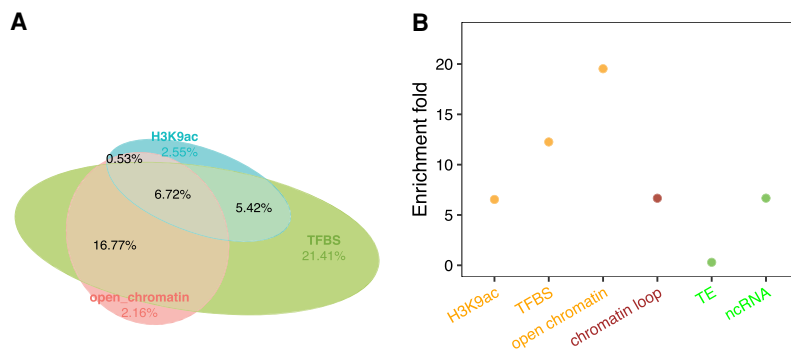 A
H3K9ac
2.55%
0.53%
6.72%
5.42%
16.77%
TFBS
21.41%
open_chromatin
2.16%
B
Enrichment fold
20
15
10
5
0
H3K9ac
TFBS
open chromatin
chromatin loop
TE
ncRNA